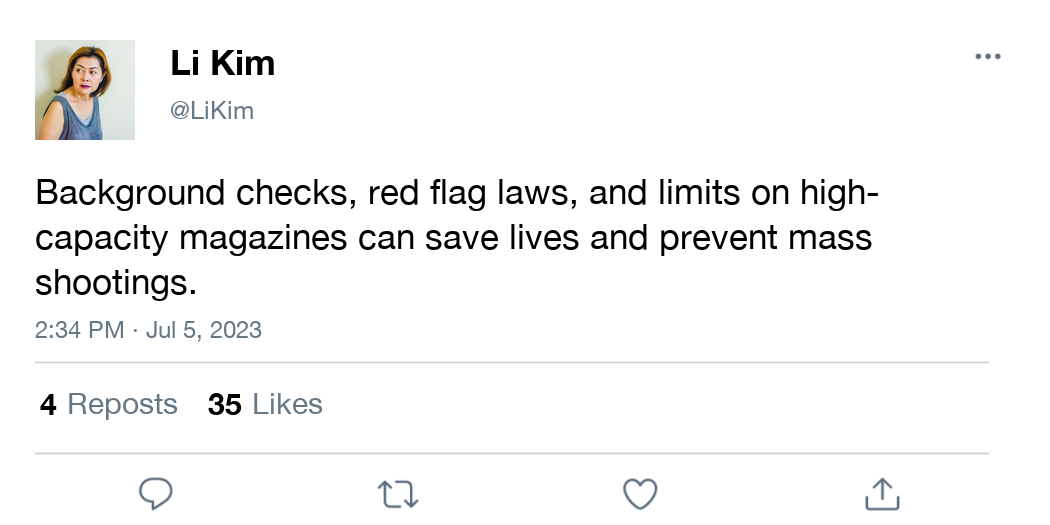 Li Kim
@LiKim
Background checks, red flag laws, and limits on high-
capacity magazines can save lives and prevent mass
shootings.
2:34 PM · Jul 5, 2023
4 Reposts 35 Likes